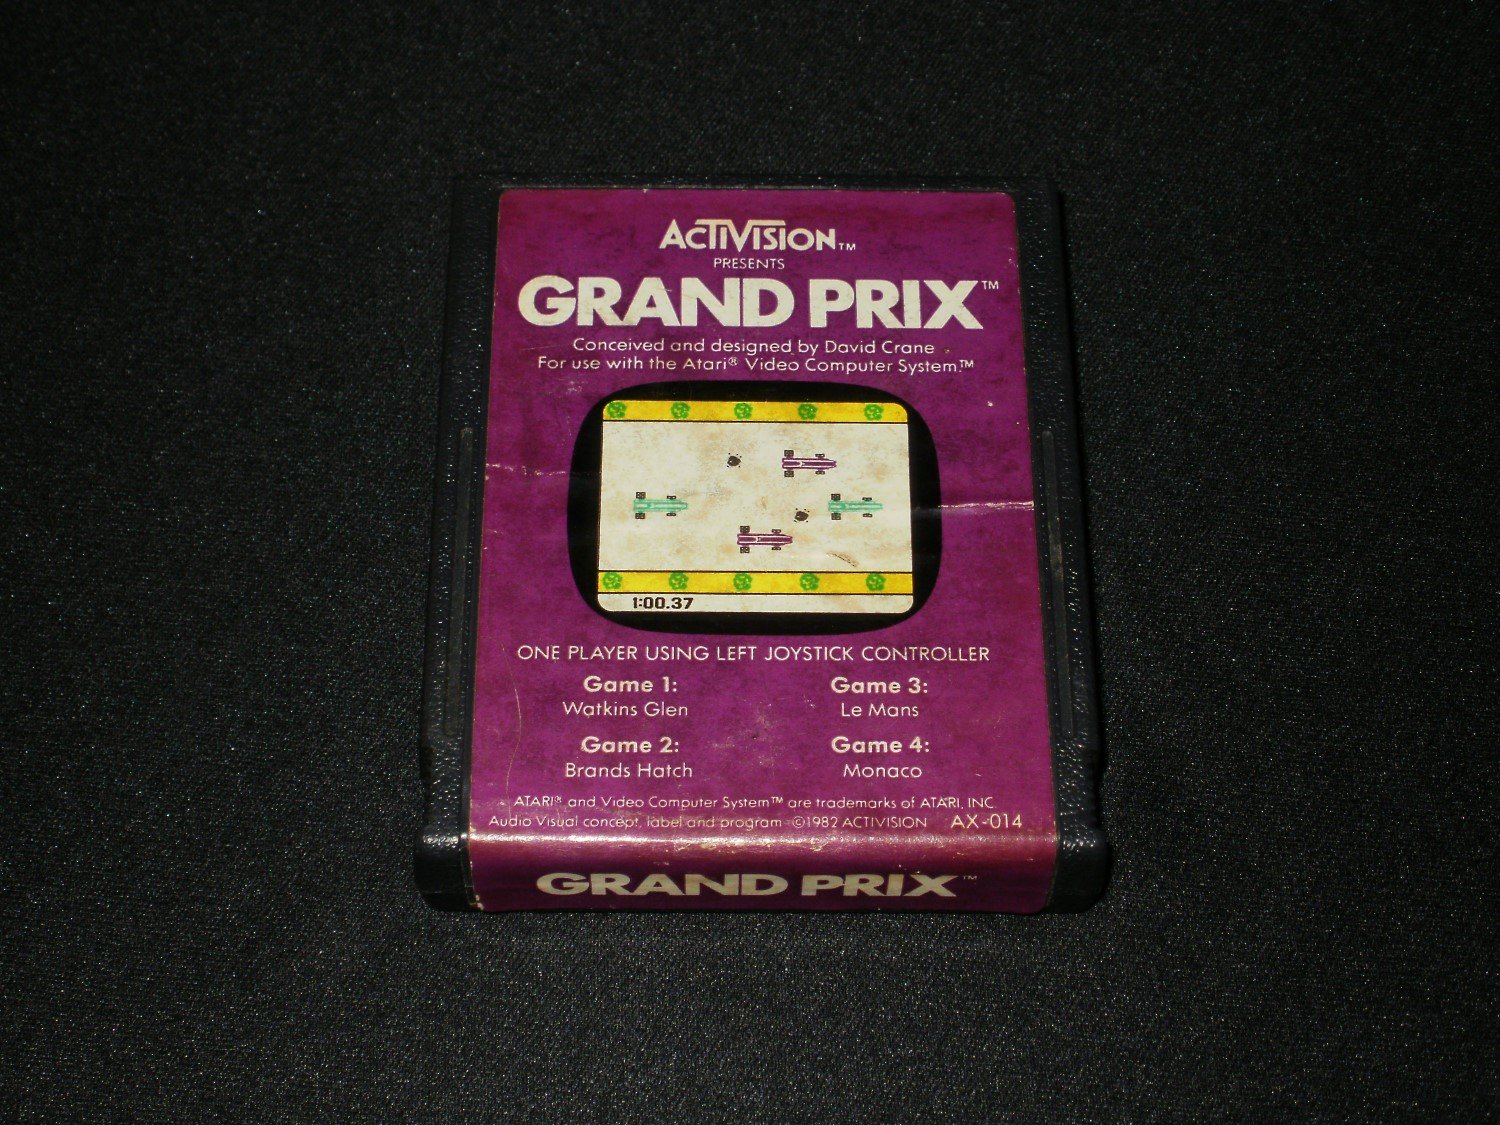 ACTIVISION™
PRESENTS
GRAND PRIX™
Conceived and designed by David Crane
For use with the Atari® Video Computer System.™
1:00.37
ONE PLAYER USING LEFT JOYSTICK CONTROLLER
Game 1:
Watkins Glen
Game 2:
Brands Hatch
Game 3:
Le Mans
Game 4:
Monaco
ATARI® and Video Computer System™ are trademarks of ATARI, INC.
Audio Visual concept, label and program ©1982 ACTIVISION AX-014
GRAND PRIX™